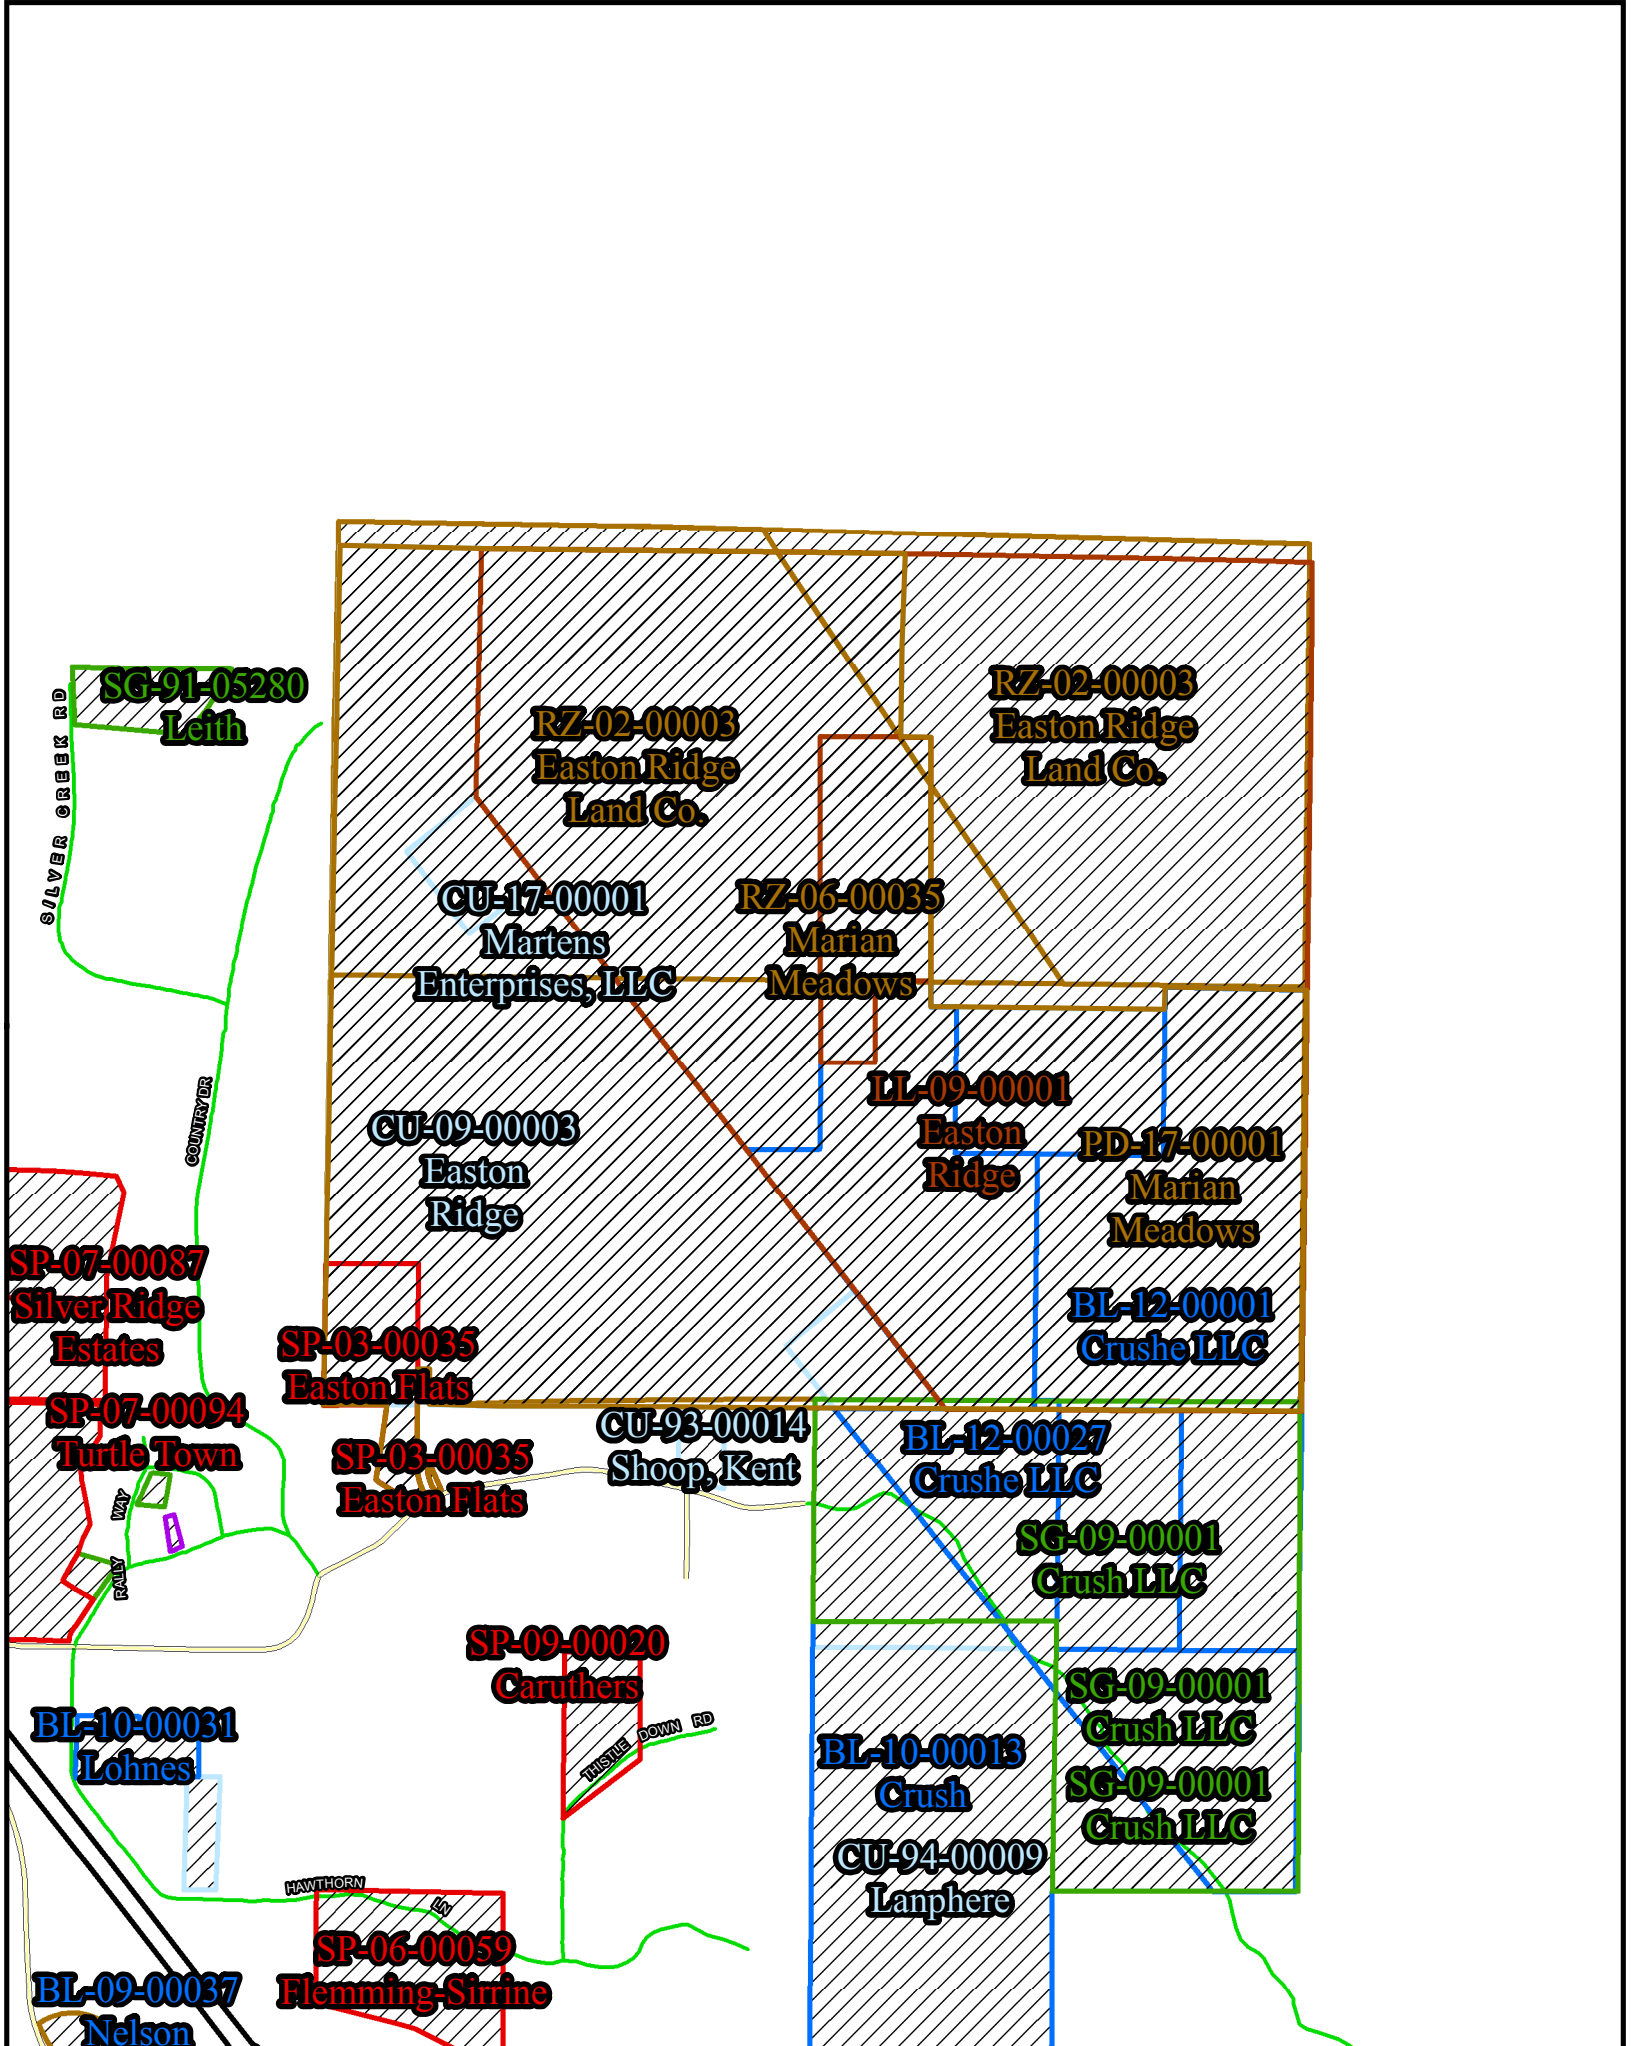 SG-91-05280
Leith
SILVER CREEK RD
RZ-02-00003
Easton Ridge
Land Co.
RZ-02-00003
Easton Ridge
Land Co.
CU-17-00001
Martens
Enterprises, LLC
RZ-06-00035
Marian
Meadows
COUNTRY DR
CU-09-00003
Easton
Ridge
LL-09-00001
Easton
Ridge
PD-17-00001
Marian
Meadows
BL-12-00001
Crushe LLC
SP-07-00087
Silver Ridge
Estates
SP-03-00035
Easton Flats
SP-07-00094
Turtle Town
SP-03-00035
Easton Flats
CU-93-00014
Shoop, Kent
BL-12-00027
Crushe LLC
SG-09-00001
Crush LLC
RALLY WAY
SP-09-00020
Caruthers
SG-09-00001
Crush LLC
THISTLE DOWN RD
BL-10-00031
Lohnes
BL-10-00013
Crush
SG-09-00001
Crush LLC
CU-94-00009
Lanphere
HAWTHORN LN
SP-06-00059
Flemming-Sirrine
BL-09-00037
Nelson